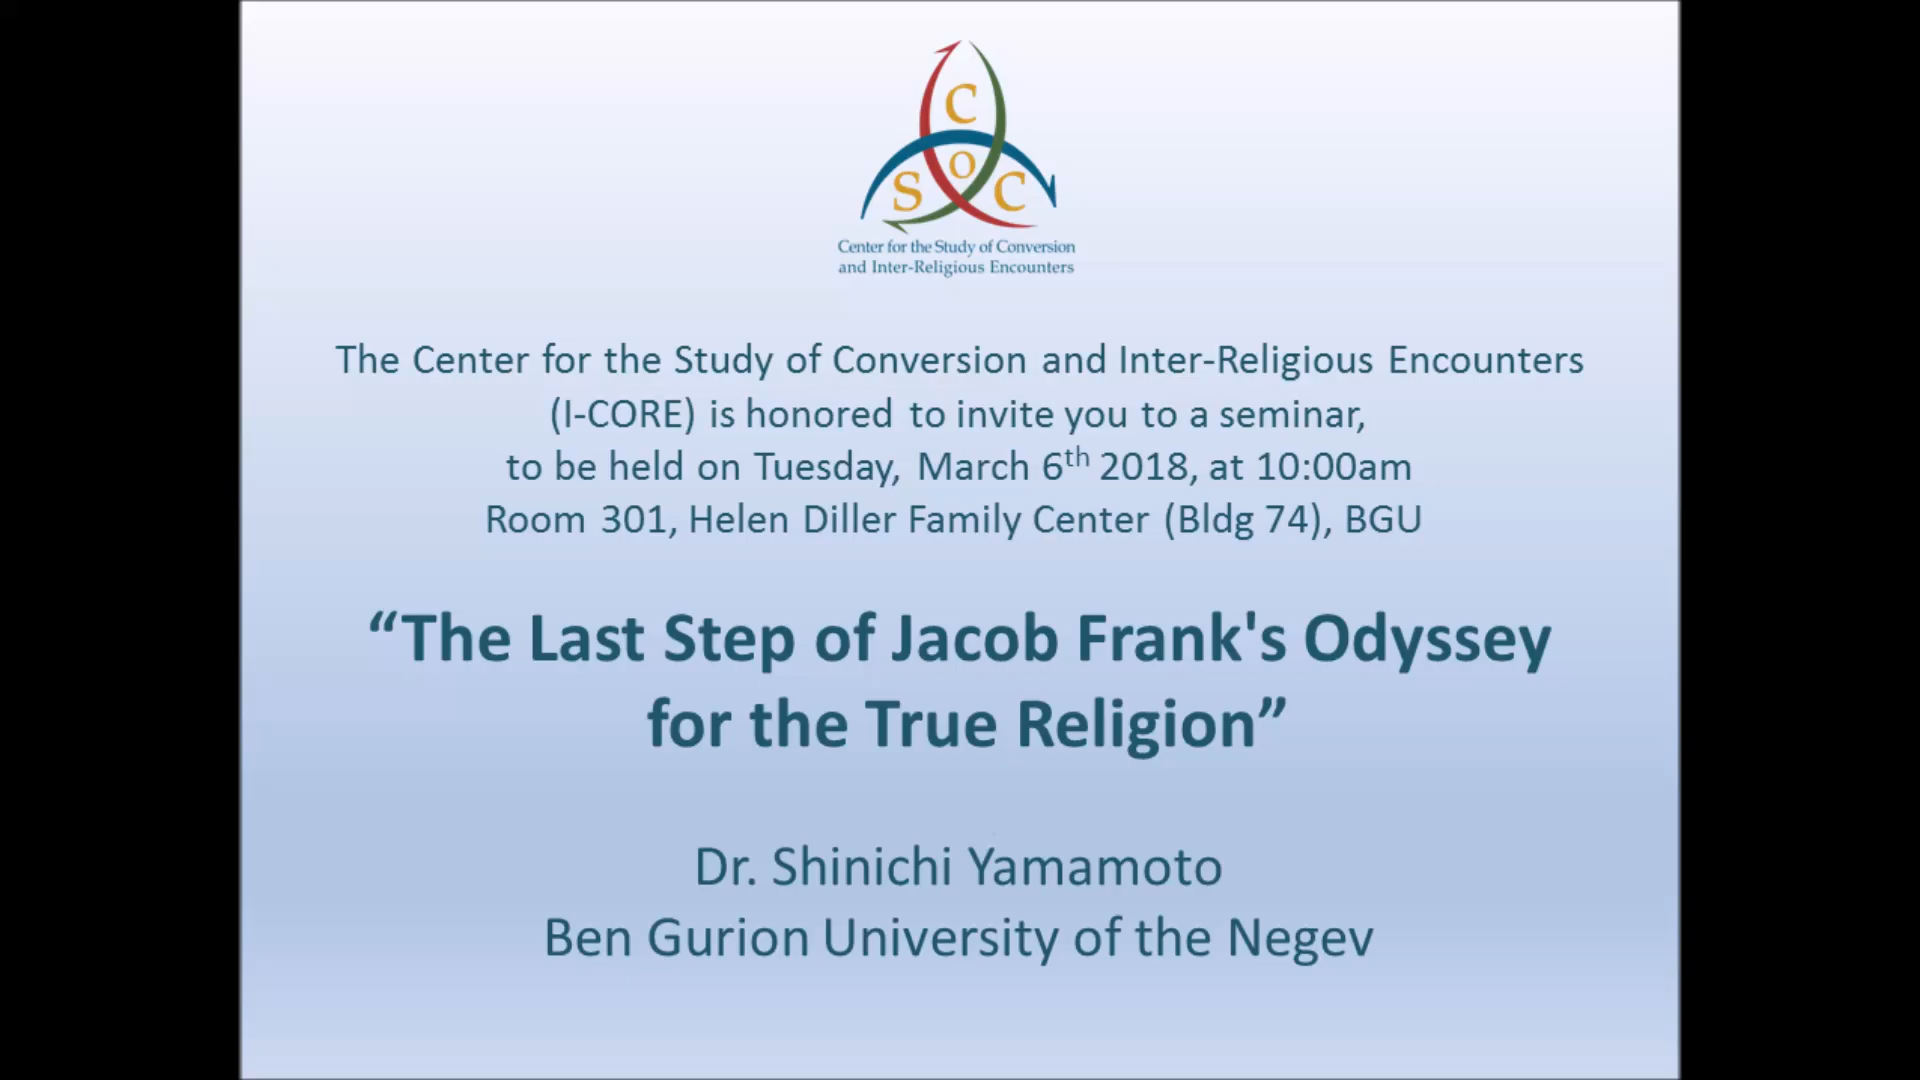 C
S O C
Center for the Study of Conversion
and Inter-Religious Encounters
The Center for the Study of Conversion and Inter-Religious Encounters
(I-CORE) is honored to invite you to a seminar,
to be held on Tuesday, March 6th 2018, at 10:00am
Room 301, Helen Diller Family Center (Bldg 74), BGU
“The Last Step of Jacob Frank's Odyssey
for the True Religion”
Dr. Shinichi Yamamoto
Ben Gurion University of the Negev